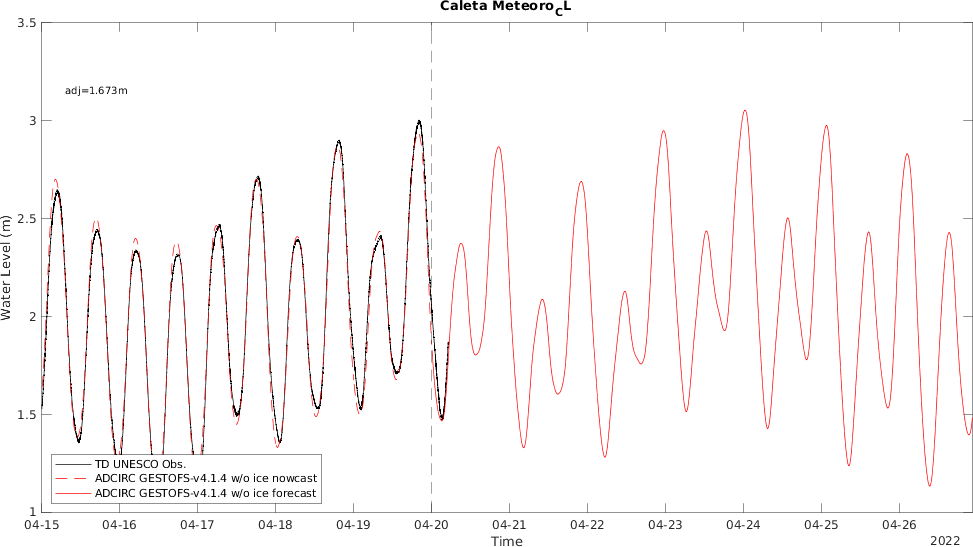 Caleta Meteoro_CL
3.5
adj=1.673m
3
2.5
Water Level (m)
2
1.5
TD UNESCO Obs.
ADCIRC GESTOFS-v4.1.4 w/o ice nowcast
ADCIRC GESTOFS-v4.1.4 w/o ice forecast
1
04-15 04-16 04-17 04-18 04-19 04-20 04-21 04-22 04-23 04-24 04-25 04-26
Time
2022